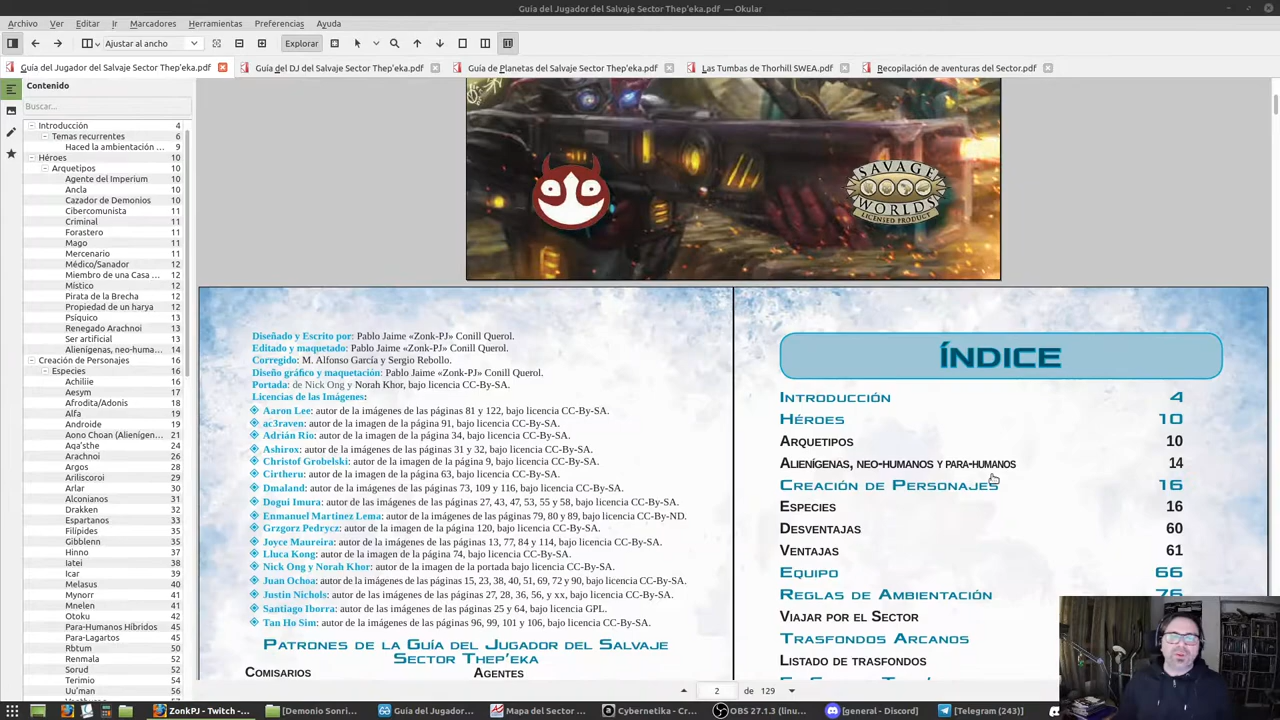 Guía del Jugador del Salvaje Sector Thep'eka.pdf — Okular
Archivo Ver Editar Ir Marcadores Herramientas Preferencias Ayuda
Ajustar al ancho Explorar
Guía del Jugador del Salvaje Sector Thep'eka.pdf Guía del DJ del Salvaje Sector Thep'eka.pdf Guía de Planetas del Salvaje Sector Thep'eka.pdf Las Tumbas de Thorhill SWEA.pdf Recopilación de aventuras del Sector.pdf
Contenido
Buscar...
Introducción 4
Temas recurrentes 6
Haced la ambientación ... 9
Héroes 10
Arquetipos 10
Agente del Imperium 10
Ancla 10
Cazador de Demonios 10
Cibercomunista 11
Criminal 11
Forastero 11
Mago 11
Mercenario 11
Médico/Sanador 12
Miembro de una Casa ... 12
Místico 12
Pirata de la Brecha 12
Propiedad de un harya 12
Psíquico 13
Renegado Arachnoi 13
Ser artificial 13
Alienígenas, neo-huma... 14
Creación de Personajes 16
Especies 16
Achiliie 16
Aesym 17
Afrodita/Adonis 18
Alfa 19
Androide 19
Aono Choan (Alienígen... 21
Aqa'sthe 24
Arachnoi 26
Argos 28
Ariliscoroi 29
Arlar 30
Alconianos 31
Drakken 32
Espartanos 33
Filípides 35
Gibblenn 35
Hinno 37
Iatei 38
Icar 39
Melasus 40
Mynorr 41
Mnelen 41
Otoku 42
Para-Humanos Híbridos 45
Para-Lagartos 45
Rbtum 50
Renmala 52
Sorud 52
Terimio 54
Uu'man 56
SAVAGE
WORLDS
LICENSED PRODUCT
Diseñado y Escrito por: Pablo Jaime «Zonk-PJ» Conill Querol.
Editado y maquetado: Pablo Jaime «Zonk-PJ» Conill Querol.
Corregido: M. Alfonso García y Sergio Rebollo.
Diseño gráfico y maquetación: Pablo Jaime «Zonk-PJ» Conill Querol.
Portada: de Nick Ong y Norah Khor, bajo licencia CC-By-SA.
Licencias de las Imágenes:
Aaron Lee: autor de la imágenes de las páginas 81 y 122, bajo licencia CC-By-SA.
ac3raven: autor de la imagen de la página 91, bajo licencia CC-By-SA.
Adrián Río: autor de la imagen de la página 34, bajo licencia CC-By-SA.
Ashirox: autor de la imágenes de las páginas 31 y 32, bajo licencia CC-By-SA.
Christof Grobelski: autor de la imagen de la página 9, bajo licencia CC-By-SA.
Cirtheru: autor de la imagen de la página 63, bajo licencia CC-By-SA.
Dmaland: autor de la imágenes de las páginas 73, 109 y 116, bajo licencia CC-By-SA.
Dogui Imura: autor de la imágenes de las páginas 27, 43, 47, 53, 55 y 58, bajo licencia CC-By-SA.
Enmanuel Martinez Lema: autor de la imágenes de las páginas 79, 80 y 89, bajo licencia CC-By-ND.
Grzgorz Pedrycz: autor de la imagen de la página 120, bajo licencia CC-By-SA.
Joyce Maureira: autor de la imágenes de las páginas 13, 77, 84 y 114, bajo licencia CC-By-SA.
Lluca Kong: autor de la imagen de la página 74, bajo licencia CC-By-SA.
Nick Ong y Norah Khor: autor de la imagen de la portada bajo licencia CC-By-SA.
Juan Ochoa: autor de la imágenes de las páginas 15, 23, 38, 40, 51, 69, 72 y 90, bajo licencia CC-By-SA.
Justin Nichols: autor de la imágenes de las páginas 27, 28, 36, 56, y xx, bajo licencia CC-By-SA.
Santiago Iborra: autor de las imágenes de las páginas 25 y 64, bajo licencia GPL.
Tan Ho Sim: autor de la imágenes de las páginas 96, 99, 101 y 106, bajo licencia CC-By-SA.
Patrones de la Guía del Jugador del Salvaje
Sector Thep'eka
Comisarios Agentes
ÍNDICE
Introducción 4
Héroes 10
Arquetipos 10
Alienígenas, neo-humanos y para-humanos 14
Creación de Personajes 16
Especies 16
Desventajas 60
Ventajas 61
Equipo 66
Reglas de Ambientación 76
Viajar por el Sector
Trasfondos Arcanos
Listado de trasfondos
2 de 129
ZonkPJ - Twitch -... [Demonio Sonri... Guía del Jugador... Mapa del Sector ... Cybernetika - Cr... OBS 27.1.3 (linu... [general - Discord] [Telegram (243)]